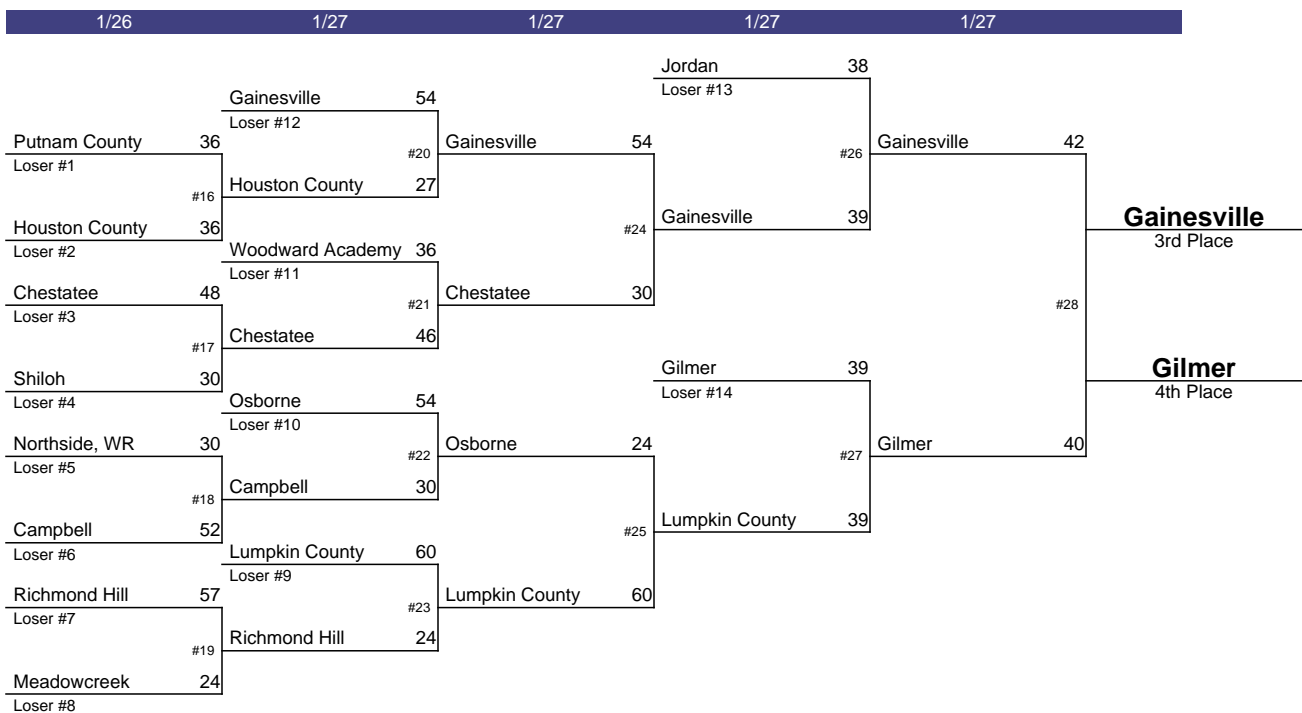 1/26 1/27 1/27 1/27 1/27
Putnam County 36
Loser #1
#16
Houston County 36
Loser #2
Chestatee 48
Loser #3
#17
Shiloh 30
Loser #4
Northside, WR 30
Loser #5
#18
Campbell 52
Loser #6
Richmond Hill 57
Loser #7
#19
Meadowcreek 24
Loser #8
Gainesville 54
Loser #12
#20
Houston County 27
Woodward Academy 36
Loser #11
#21
Chestatee 46
Osborne 54
Loser #10
#22
Campbell 30
Lumpkin County 60
Loser #9
#23
Richmond Hill 24
Gainesville 54
#24
Chestatee 30
Osborne 24
#25
Lumpkin County 60
Jordan 38
Loser #13
#26
Gainesville 39
Gilmer 39
Loser #14
#27
Lumpkin County 39
Gainesville 42
#28
Gilmer 40
Gainesville
3rd Place
Gilmer
4th Place